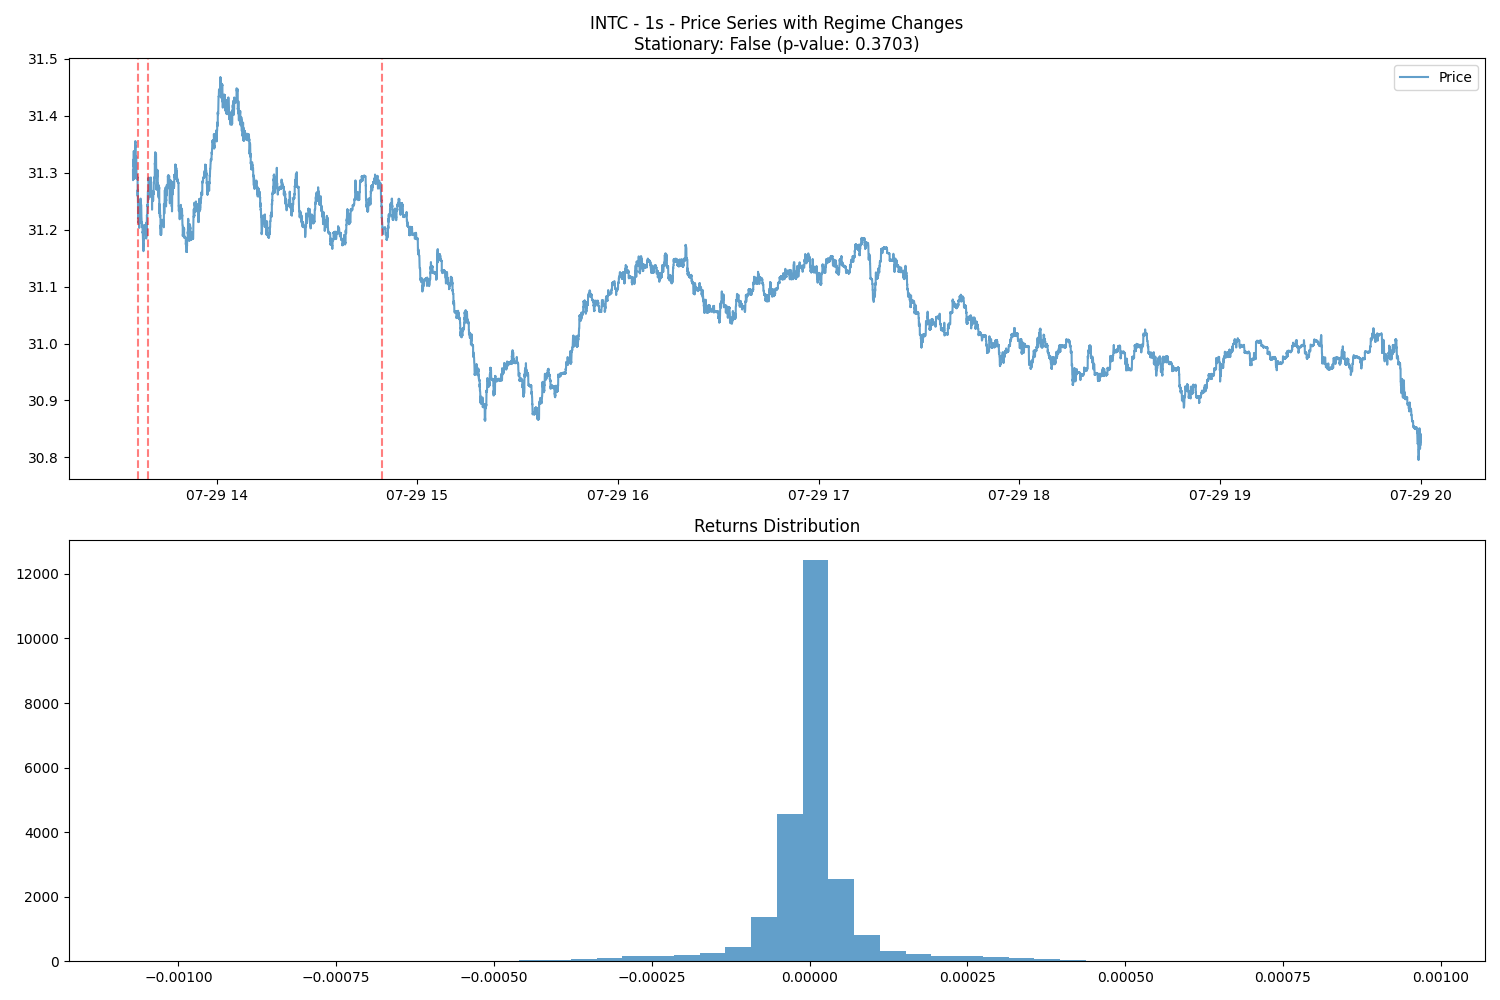 INTC - 1s - Price Series with Regime Changes
Stationary: False (p-value: 0.3703)
Price
31.5
31.4
31.3
31.2
31.1
31.0
30.9
30.8
07-29 14 07-29 15 07-29 16 07-29 17 07-29 18 07-29 19 07-29 20
Returns Distribution
12000
10000
8000
6000
4000
2000
0
−0.00100 −0.00075 −0.00050 −0.00025 0.00000 0.00025 0.00050 0.00075 0.00100